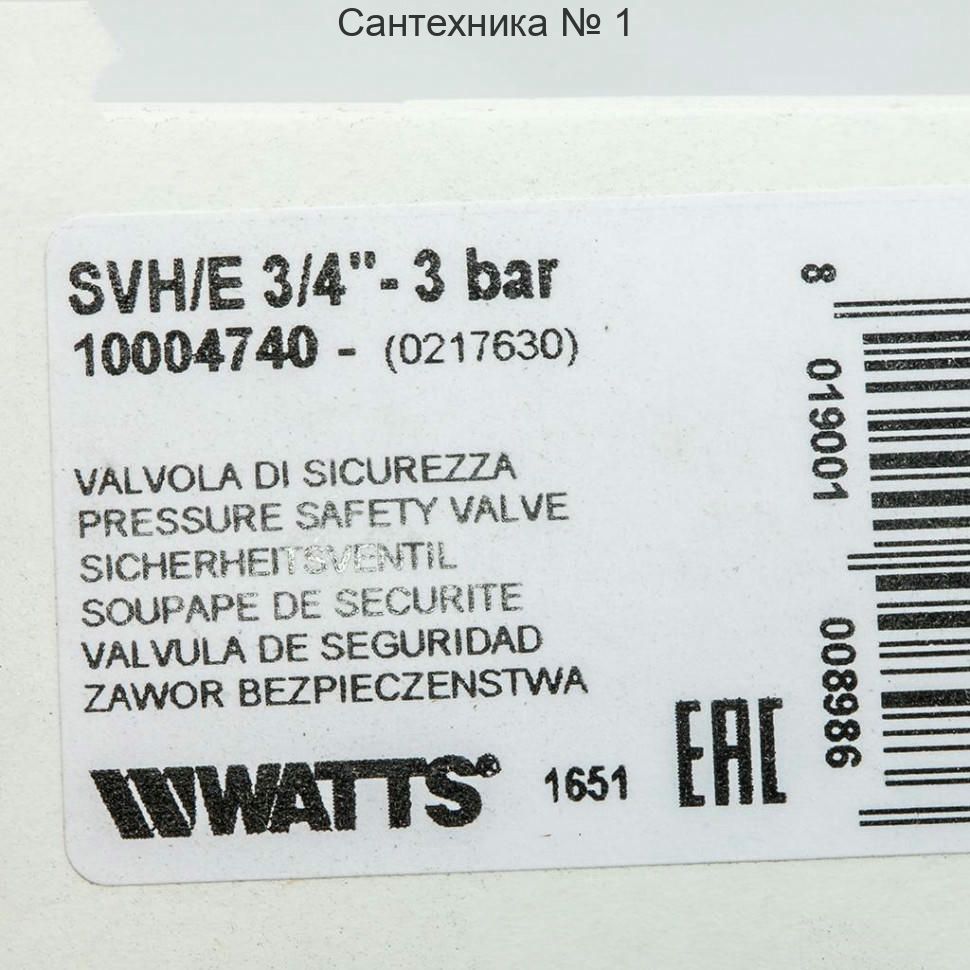 Сантехника № 1
SVH/E 3/4"- 3 bar
10004740 - (0217630)
VALVOLA DI SICUREZZA
PRESSURE SAFETY VALVE
SICHERHEITSVENTIL
SOUPAPE DE SECURITE
VALVULA DE SEGURIDAD
ZAWOR BEZPIECZENSTWA
WATTS®
1651
EAC
8 019001 008986